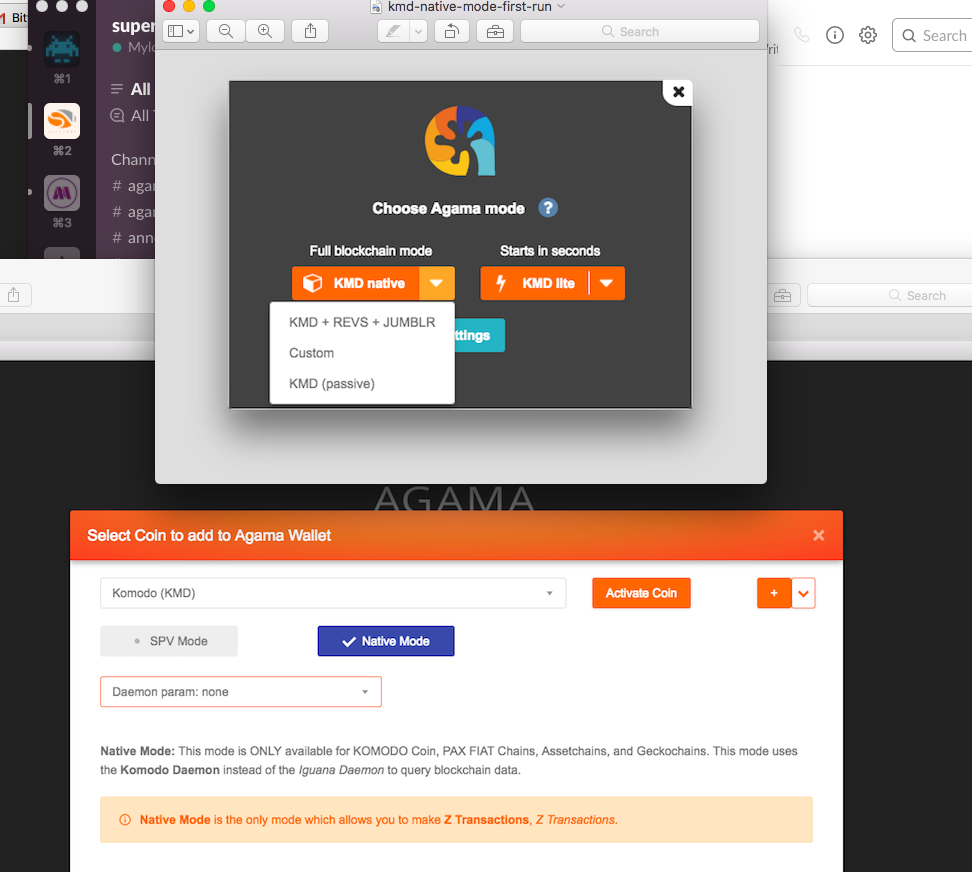 Bit
super
kmd-native-mode-first-run
Search
Search
⌘1
Mylo
All
All
⌘2
Chann
# aga
⌘3
# aga
# ann
Choose Agama mode ?
Full blockchain mode
Starts in seconds
KMD native
KMD lite
KMD + REVS + JUMBLR
Custom
KMD (passive)
ttings
Search
AGAMA
Select Coin to add to Agama Wallet
Komodo (KMD)
Activate Coin
+
SPV Mode
Native Mode
Daemon param: none
Native Mode: This mode is ONLY available for KOMODO Coin, PAX FIAT Chains, Assetchains, and Geckochains. This mode uses
the Komodo Daemon instead of the Iguana Daemon to query blockchain data.
Native Mode is the only mode which allows you to make Z Transactions, Z Transactions.